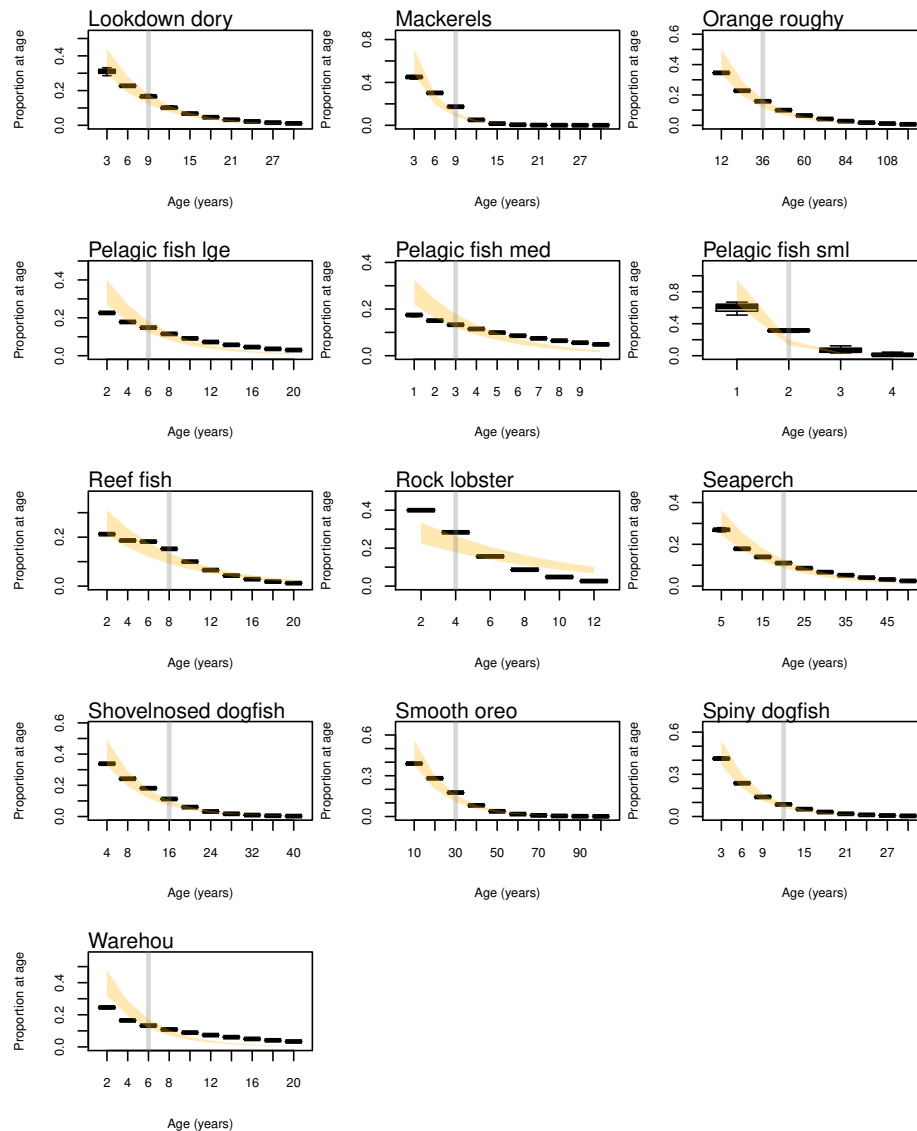 Lookdown dory
Proportion at age
0.0 0.2 0.4
3 6 9 15 21 27
Age (years)
Mackerels
Proportion at age
0.0 0.4 0.8
3 6 9 15 21 27
Age (years)
Orange roughy
Proportion at age
0.0 0.2 0.4 0.6
12 36 60 84 108
Age (years)
Pelagic fish lge
Proportion at age
0.0 0.2 0.4
2 4 6 8 12 16 20
Age (years)
Pelagic fish med
Proportion at age
0.0 0.2 0.4
1 2 3 4 5 6 7 8 9
Age (years)
Pelagic fish sml
Proportion at age
0.0 0.4 0.8
1 2 3 4
Age (years)
Reef fish
Proportion at age
0.0 0.2
2 4 6 8 12 16 20
Age (years)
Rock lobster
Proportion at age
0.0 0.2 0.4
2 4 6 8 10 12
Age (years)
Seaperch
Proportion at age
0.0 0.2 0.4
5 15 25 35 45
Age (years)
Shovelnosed dogfish
Proportion at age
0.0 0.2 0.4 0.6
4 8 16 24 32 40
Age (years)
Smooth oreo
Proportion at age
0.0 0.3 0.6
10 30 50 70 90
Age (years)
Spiny dogfish
Proportion at age
0.0 0.4
3 6 9 15 21 27
Age (years)
Warehou
Proportion at age
0.0 0.2 0.4
2 4 6 8 12 16 20
Age (years)